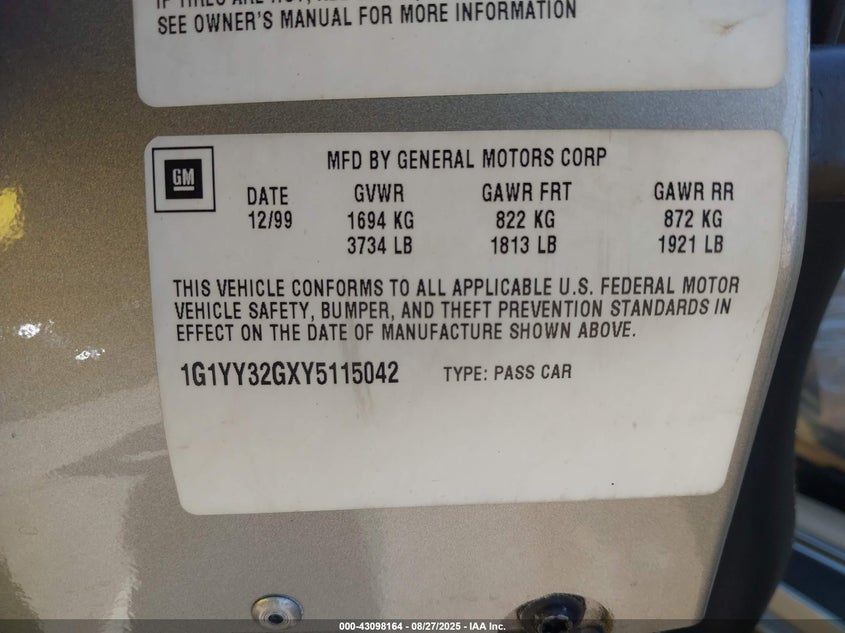 SEE OWNER'S MANUAL FOR MORE INFORMATION
GM
MFD BY GENERAL MOTORS CORP
DATE GVWR GAWR FRT GAWR RR
12/99 1694 KG 822 KG 872 KG
3734 LB 1813 LB 1921 LB
THIS VEHICLE CONFORMS TO ALL APPLICABLE U.S. FEDERAL MOTOR
VEHICLE SAFETY, BUMPER, AND THEFT PREVENTION STANDARDS IN
EFFECT ON THE DATE OF MANUFACTURE SHOWN ABOVE.
1G1YY32GXY5115042 TYPE: PASS CAR
000-43098164 - 08/27/2025 - IAA Inc.